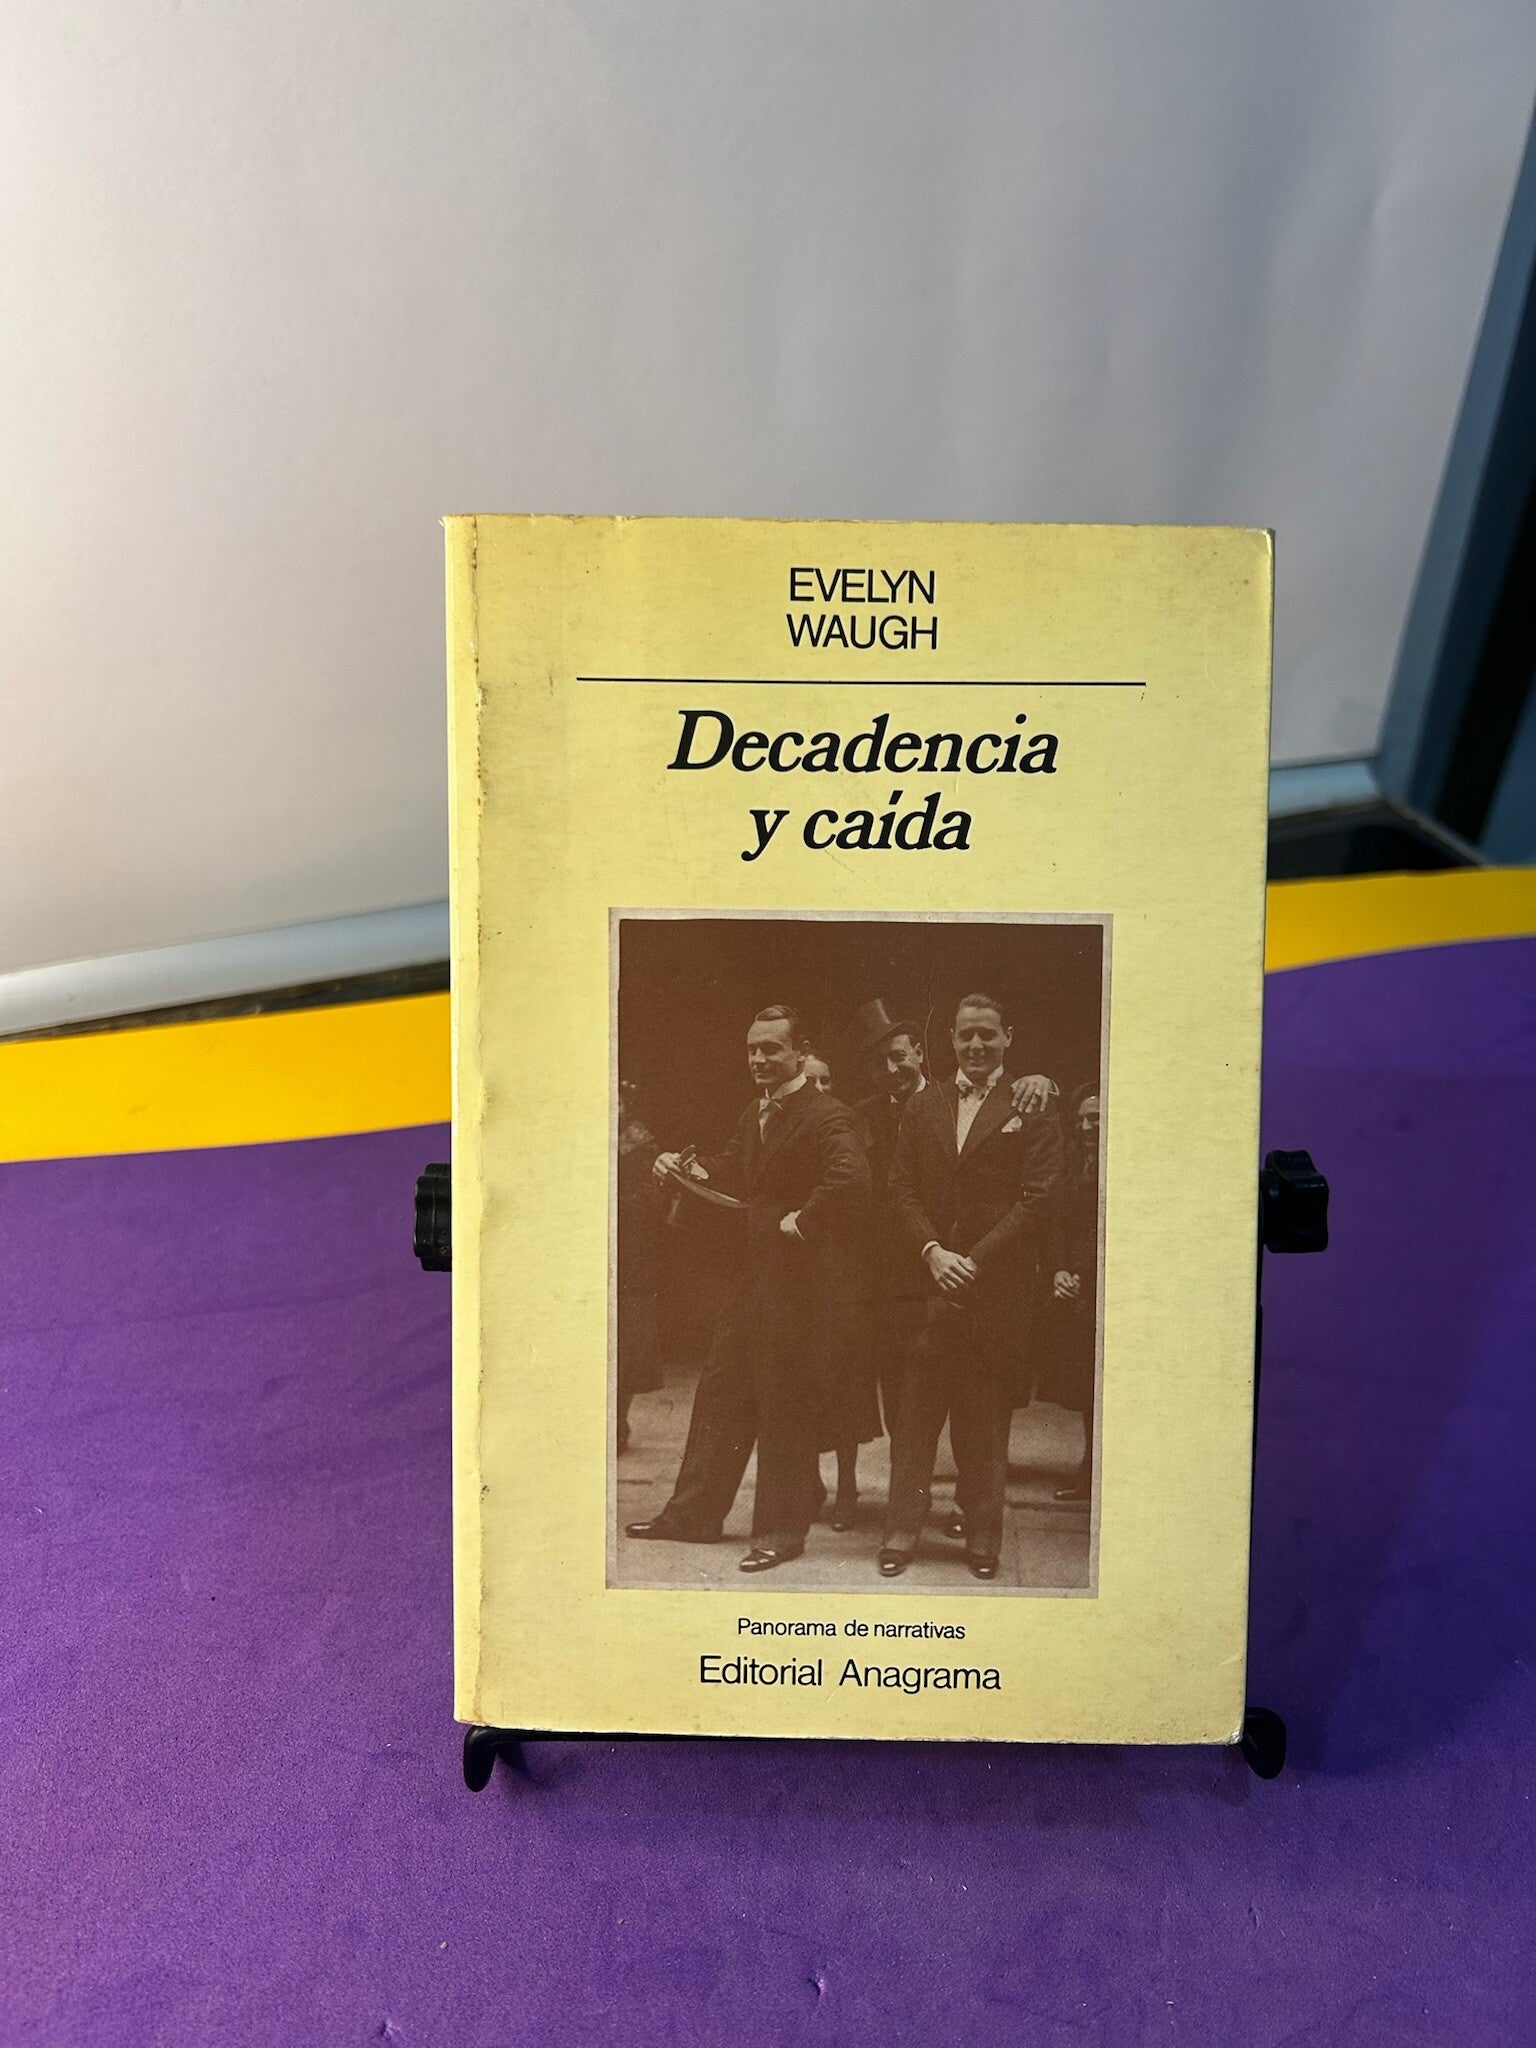 EVELYN
WAUGH
Decadencia
y caída
Panorama de narrativas
Editorial Anagrama